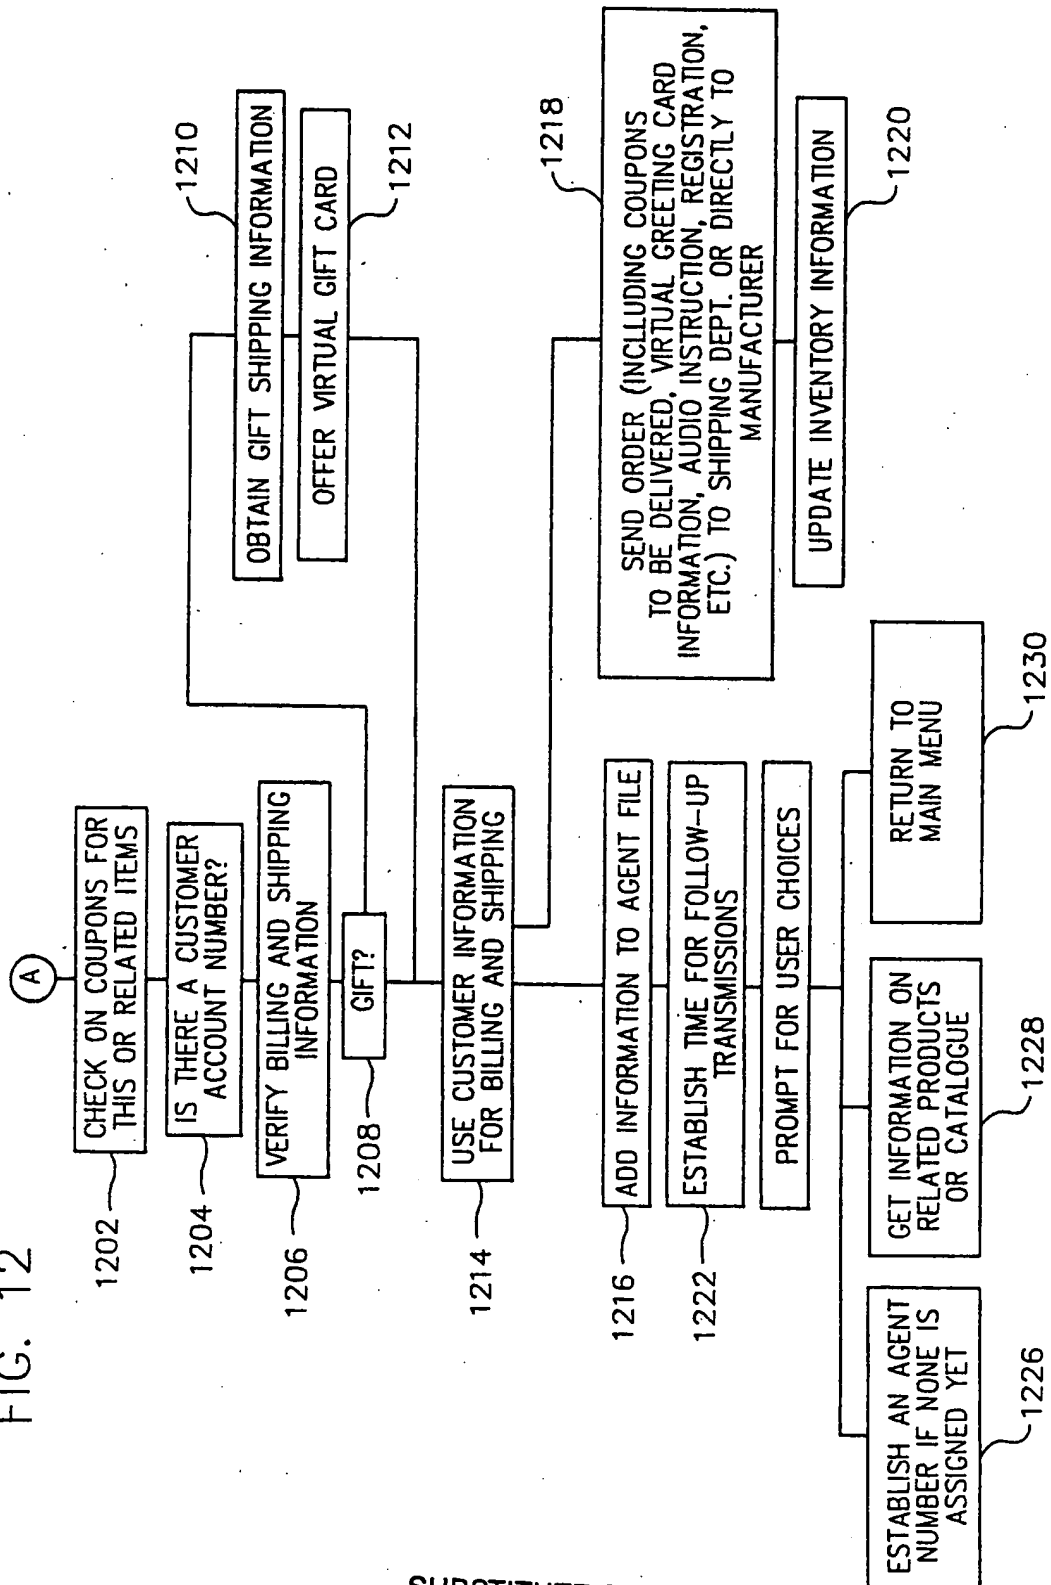 FIG. 12
A
CHECK ON COUPONS FOR
THIS OR RELATED ITEMS
1202
IS THERE A CUSTOMER
ACCOUNT NUMBER?
1204
VERIFY BILLING AND SHIPPING
INFORMATION
1206
GIFT?
1208
OBTAIN GIFT SHIPPING INFORMATION
1210
OFFER VIRTUAL GIFT CARD
1212
USE CUSTOMER INFORMATION
FOR BILLING AND SHIPPING
1214
SEND ORDER (INCLUDING COUPONS
TO BE DELIVERED, VIRTUAL GREETING CARD
INFORMATION, AUDIO INSTRUCTION, REGISTRATION,
ETC.) TO SHIPPING DEPT. OR DIRECTLY TO
MANUFACTURER
1218
UPDATE INVENTORY INFORMATION
1220
1216
ADD INFORMATION TO AGENT FILE
ESTABLISH TIME FOR FOLLOW-UP
TRANSMISSIONS
1222
PROMPT FOR USER CHOICES
ESTABLISH AN AGENT
NUMBER IF NONE IS
ASSIGNED YET
1226
GET INFORMATION ON
RELATED PRODUCTS
OR CATALOGUE
1228
RETURN TO
MAIN MENU
1230